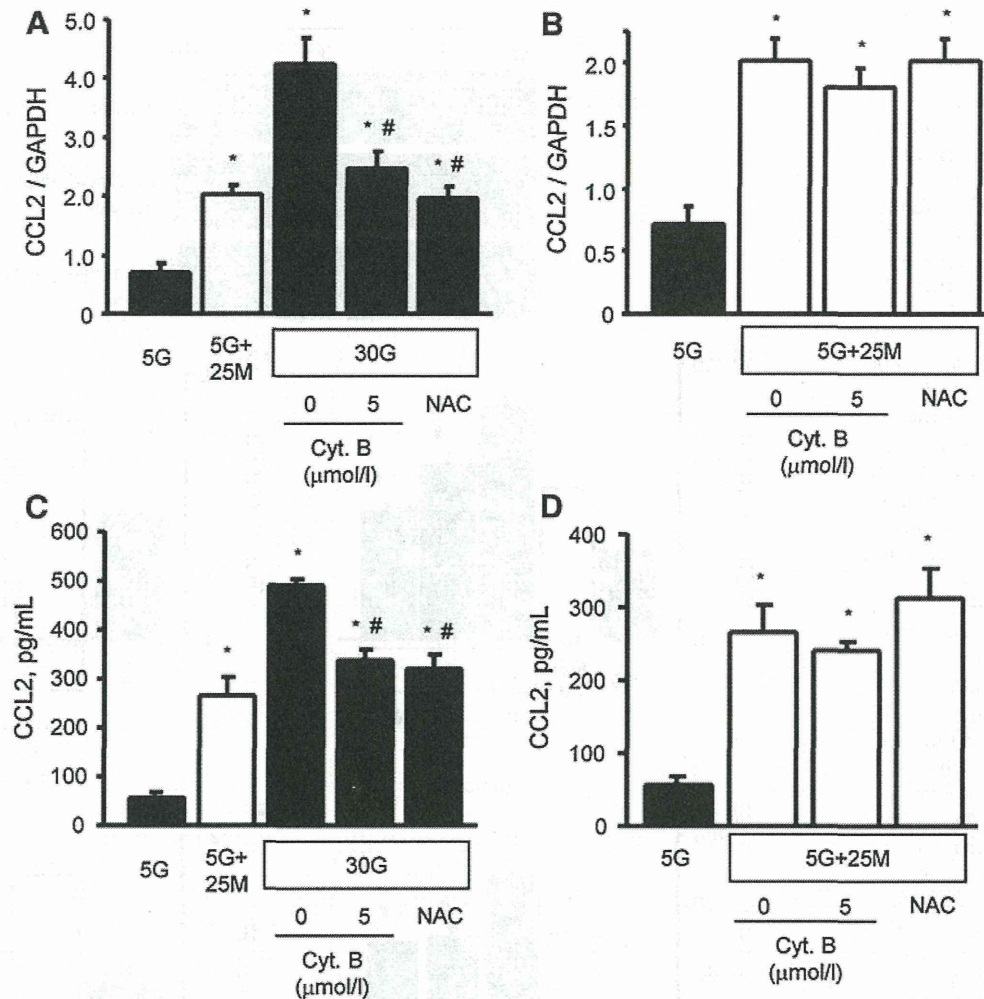 A
CCL2 / GAPDH
5.0
4.0
3.0
2.0
1.0
0
*
*
* #
* #
5G
5G+
25M
30G
0
5
NAC
Cyt. B
(μmol/l)
B
CCL2 / GAPDH
2.0
1.5
1.0
0.5
0
*
*
*
5G
5G+25M
0
5
NAC
Cyt. B
(μmol/l)
C
CCL2, pg/mL
600
500
400
300
200
100
0
*
*
* #
* #
5G
5G+
25M
30G
0
5
NAC
Cyt. B
(μmol/l)
D
CCL2, pg/mL
400
300
200
100
0
*
*
*
5G
5G+25M
0
5
NAC
Cyt. B
(μmol/l)